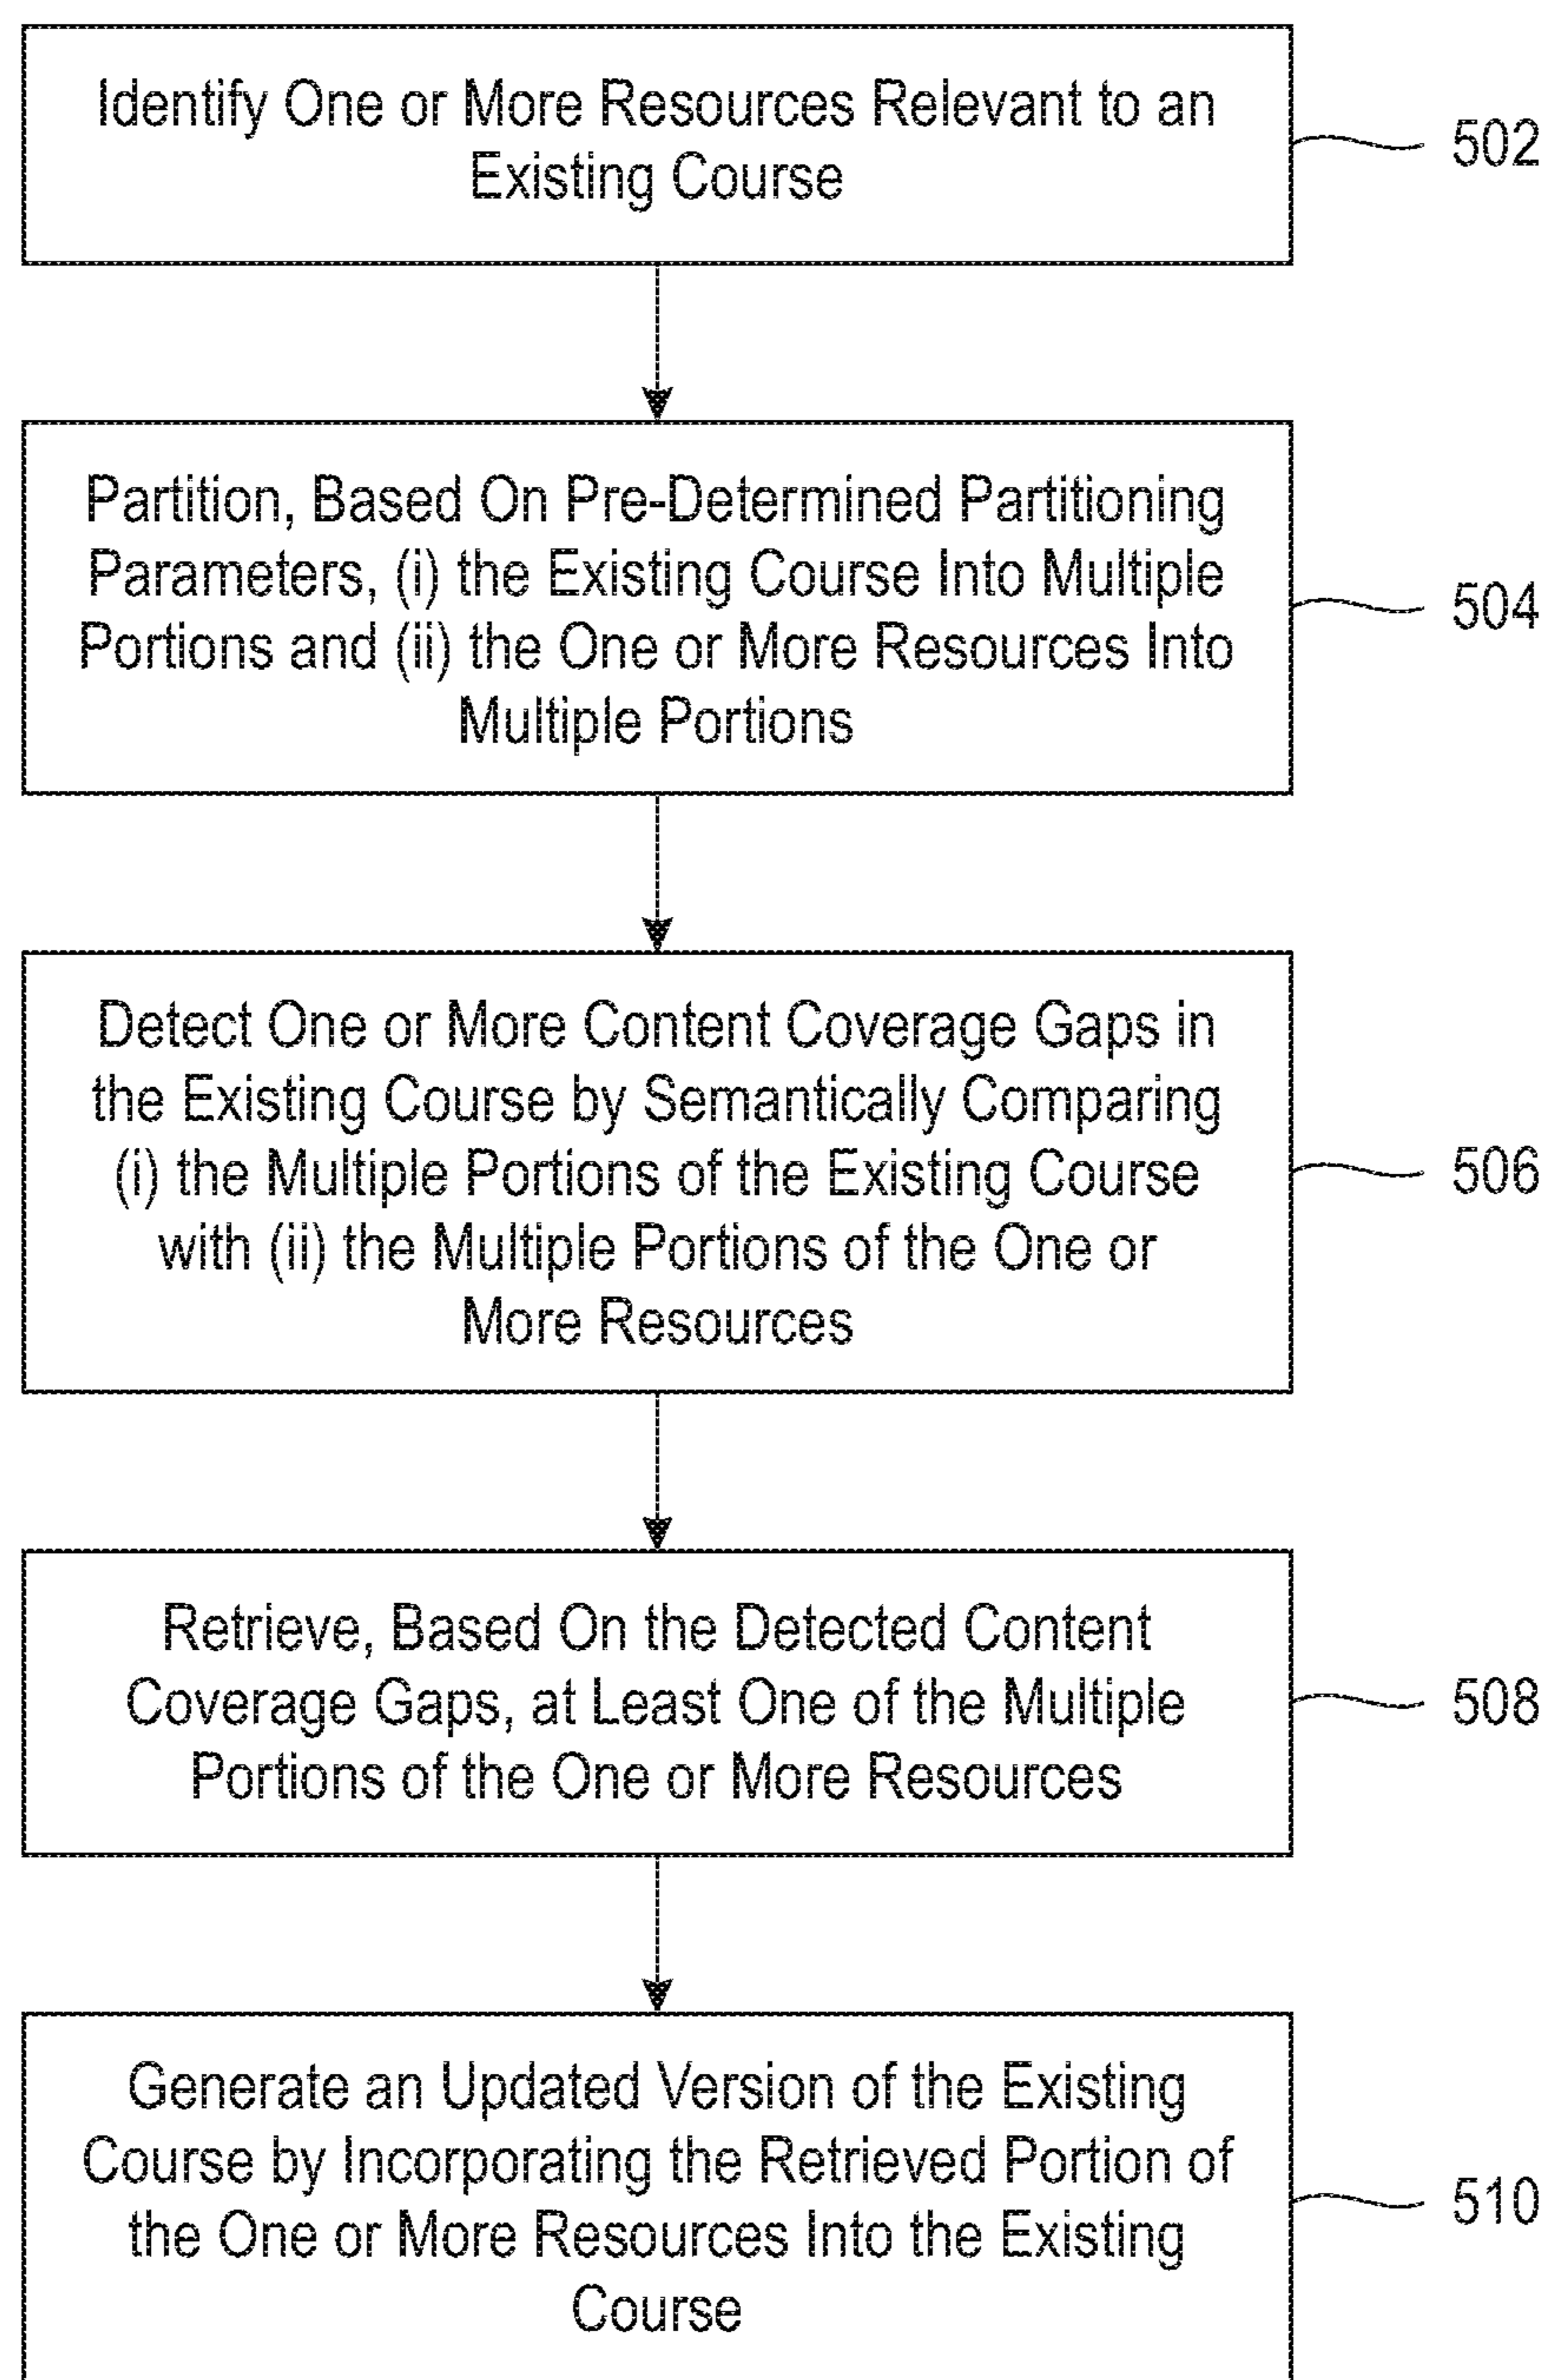 Identify One or More Resources Relevant to an
Existing Course
502
Partition, Based On Pre-Determined Partitioning
Parameters, (i) the Existing Course Into Multiple
Portions and (ii) the One or More Resources Into
Multiple Portions
504
Detect One or More Content Coverage Gaps in
the Existing Course by Semantically Comparing
(i) the Multiple Portions of the Existing Course
with (ii) the Multiple Portions of the One or
More Resources
506
Retrieve, Based On the Detected Content
Coverage Gaps, at Least One of the Multiple
Portions of the One or More Resources
508
Generate an Updated Version of the Existing
Course by Incorporating the Retrieved Portion of
the One or More Resources Into the Existing
Course
510